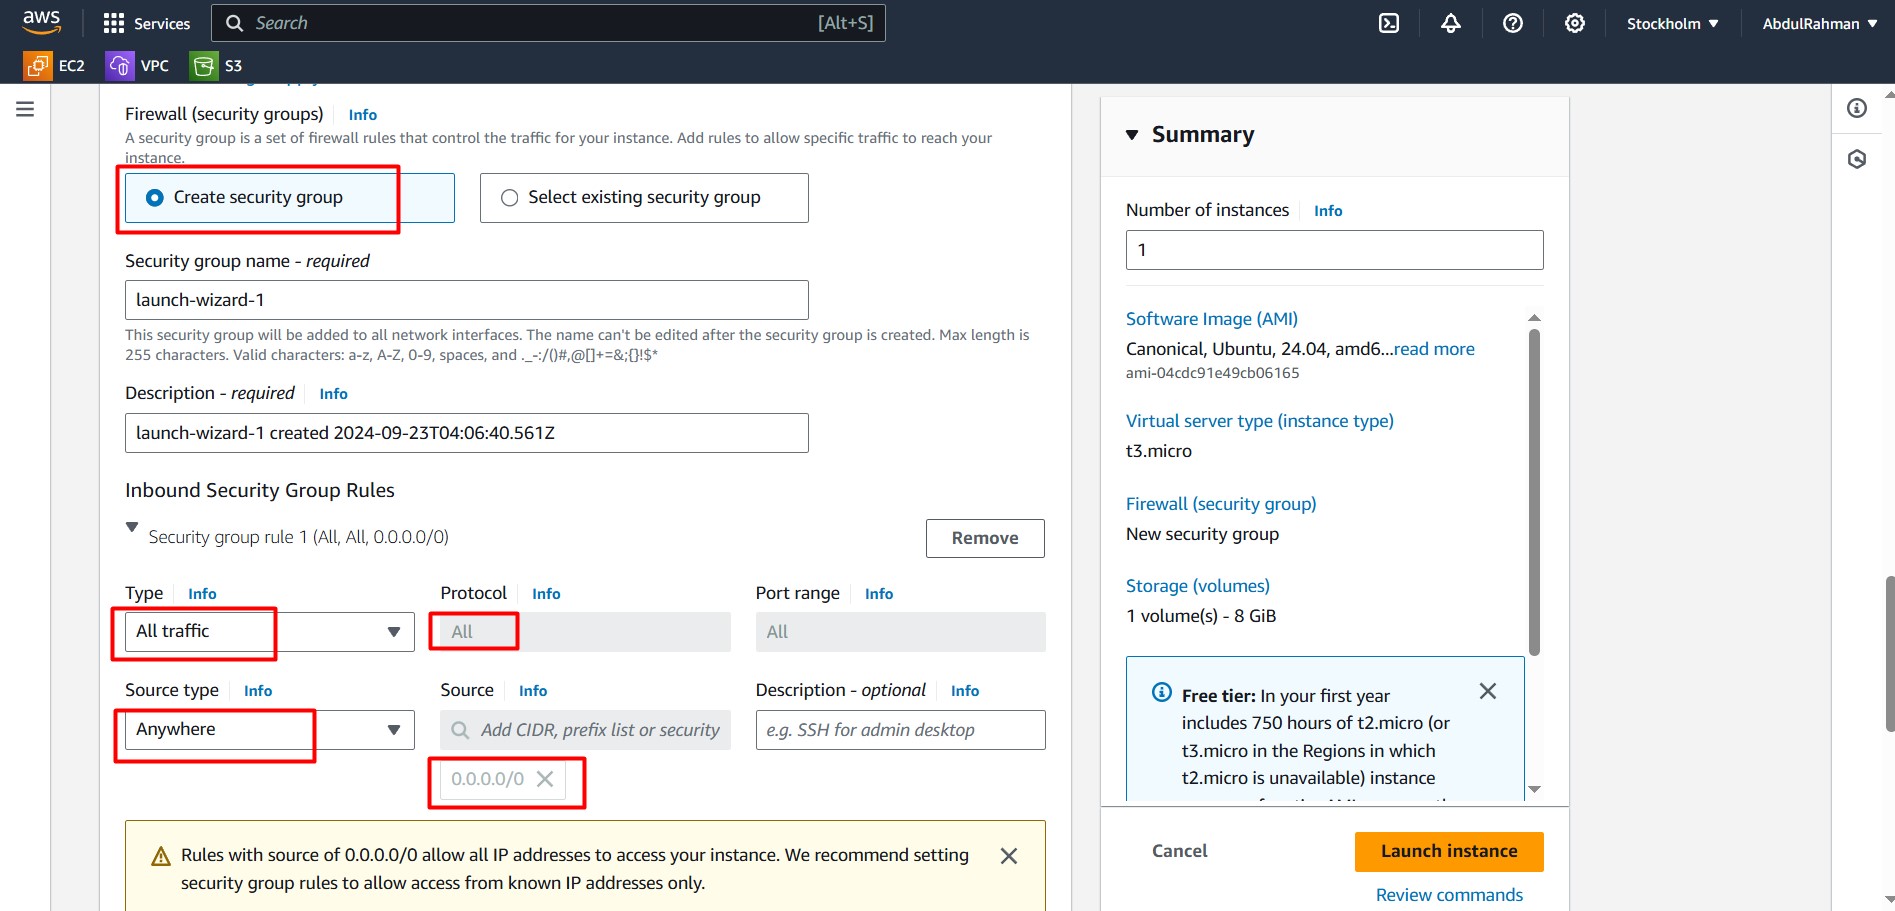 aws
Services
Search
[Alt+S]
Stockholm
AbdulRahman
EC2
VPC
S3
Firewall (security groups)
Info
A security group is a set of firewall rules that control the traffic for your instance. Add rules to allow specific traffic to reach your
instance.
Create security group
Select existing security group
Security group name - required
launch-wizard-1
This security group will be added to all network interfaces. The name can't be edited after the security group is created. Max length is
255 characters. Valid characters: a-z, A-Z, 0-9, spaces, and ._-:/()#,@[]+=&;{}!$*
Description - required
Info
launch-wizard-1 created 2024-09-23T04:06:40.561Z
Inbound Security Group Rules
Security group rule 1 (All, All, 0.0.0.0/0)
Remove
Type
Info
Protocol
Info
Port range
Info
All traffic
All
All
Source type
Info
Source
Info
Description - optional
Info
Anywhere
Add CIDR, prefix list or security
e.g. SSH for admin desktop
0.0.0.0/0
Rules with source of 0.0.0.0/0 allow all IP addresses to access your instance. We recommend setting
security group rules to allow access from known IP addresses only.
Summary
Number of instances
Info
1
Software Image (AMI)
Canonical, Ubuntu, 24.04, amd6...read more
ami-04cdc91e49cb06165
Virtual server type (instance type)
t3.micro
Firewall (security group)
New security group
Storage (volumes)
1 volume(s) - 8 GiB
Free tier: In your first year
includes 750 hours of t2.micro (or
t3.micro in the Regions in which
t2.micro is unavailable) instance
Cancel
Launch instance
Review commands